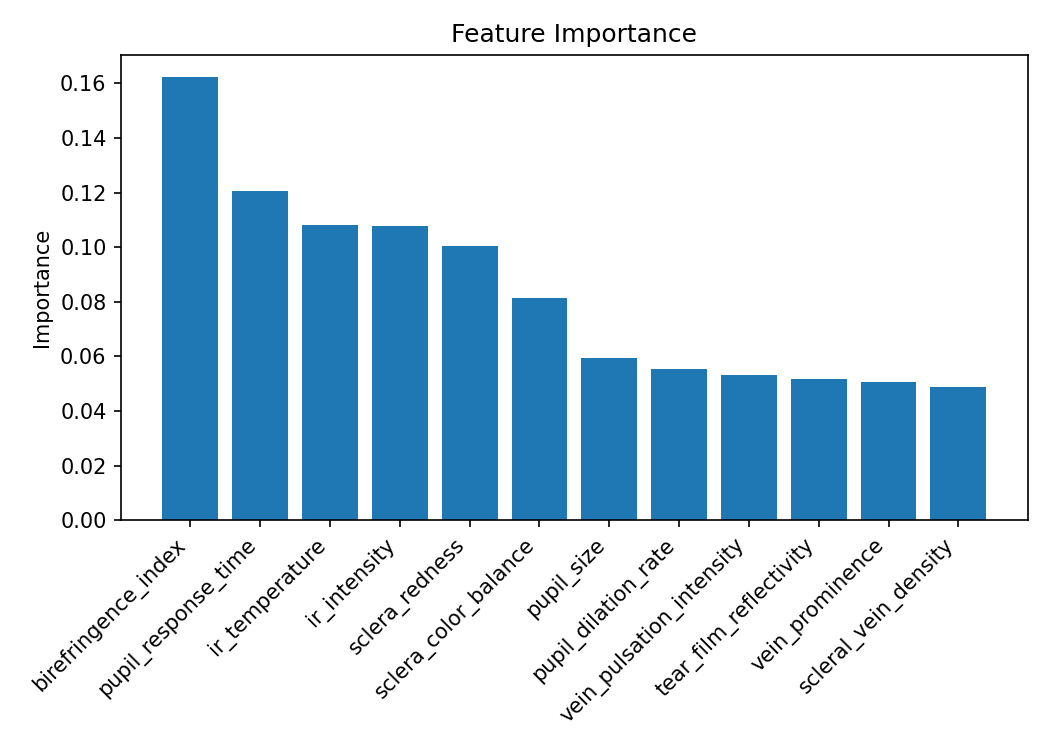 Feature Importance
Importance
0.16
0.14
0.12
0.10
0.08
0.06
0.04
0.02
0.00
birefringence_index
pupil_response_time
ir_temperature
ir_intensity
sclera_redness
sclera_color_balance
pupil_size
pupil_dilation_rate
vein_pulsation_intensity
tear_film_reflectivity
vein_prominence
scleral_vein_density